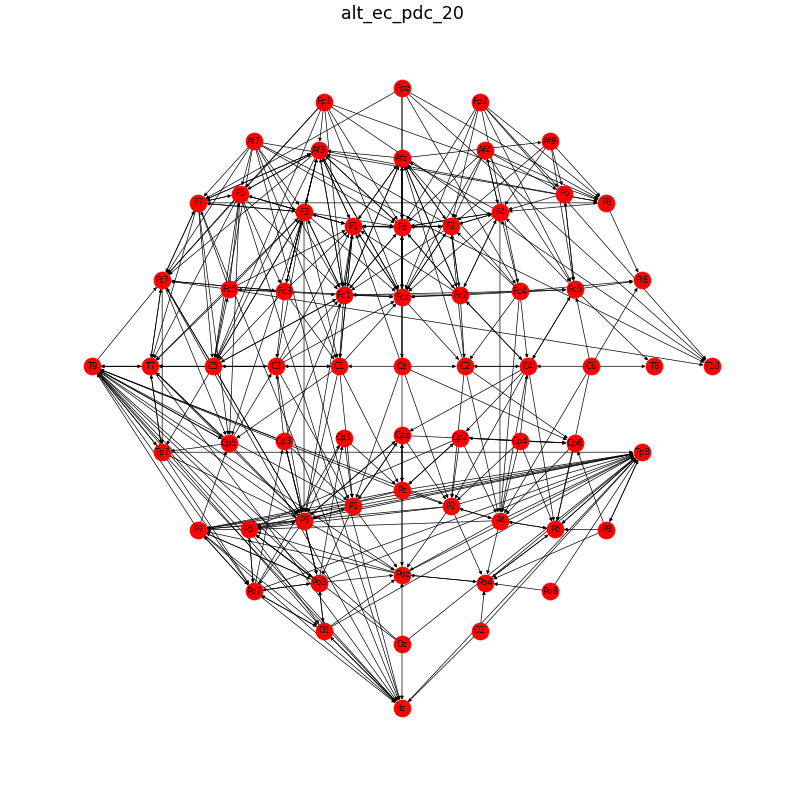 alt_ec_pdc_20
Fpz
Fp1 Fp2
Af7 Af8
Af3 Afz Af4
F5 F6
F7 F8
F3 F4
F1 Fz F2
Ft7 Ft8
Fc5 Fc3 Fc1 Fcz Fc2 Fc4 Fc6
T9 T7 C5 C3 C1 Cz C2 C4 C6 T8 T10
Cp5 Cp3 Cp1 Cpz Cp2 Cp4 Cp6
Tp7 Tp8
Pz
P1 P2
P3 P4
P7 P5 P6 P8
Poz
Po3 Po4
Po7 Po8
O1 O2
Oz
Iz